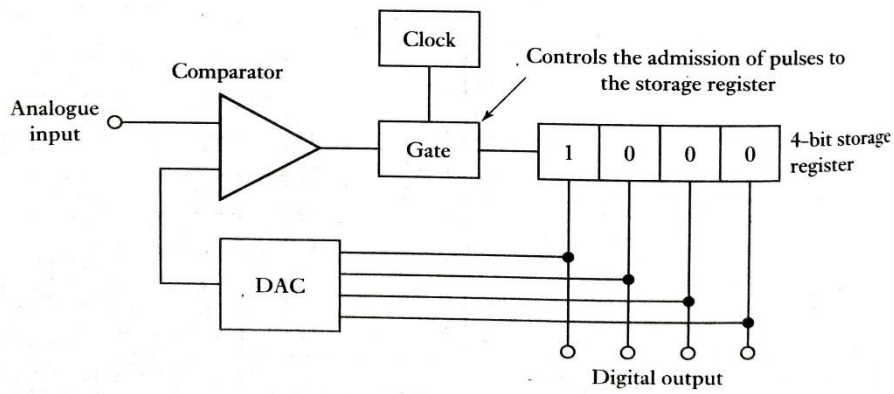 Clock
Controls the admission of pulses to
the storage register
Comparator
Analogue
input
Gate
1 0 0 0
4-bit storage
register
DAC
Digital output